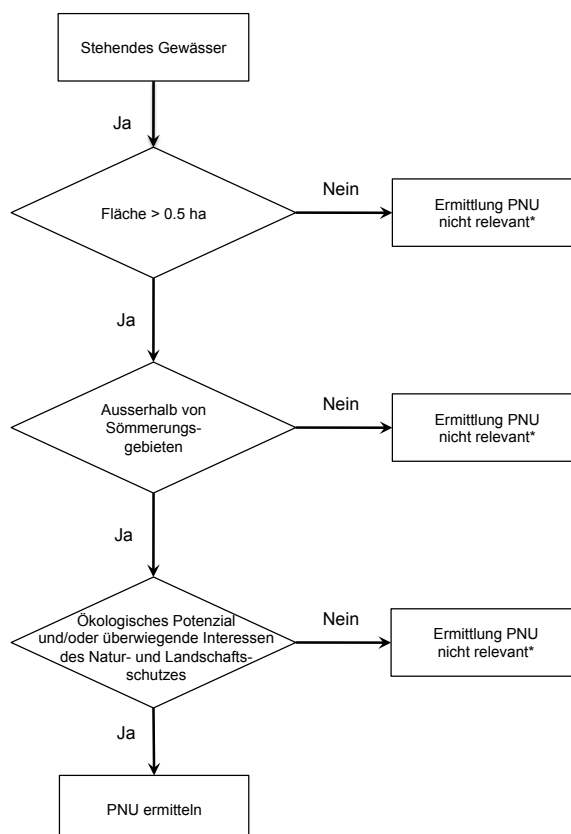 Stehendes Gewässer
Ja
Fläche > 0.5 ha
Nein
Ermittlung PNU
nicht relevant*
Ja
Ausserhalb von
Sömmerungs-
gebieten
Nein
Ermittlung PNU
nicht relevant*
Ja
Ökologisches Potenzial
und/oder überwiegende Interessen
des Natur- und Landschafts-
schutzes
Nein
Ermittlung PNU
nicht relevant*
Ja
PNU ermitteln